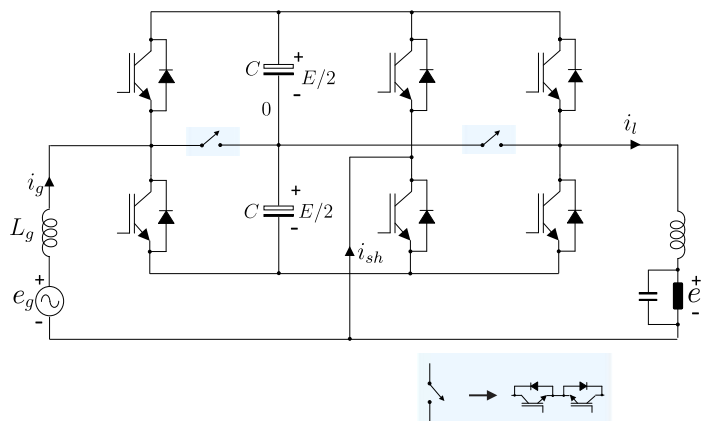 C + E/2 -
0
i_l
i_g
C + E/2 -
L_g
i_sh
+ e_g -
+ e -